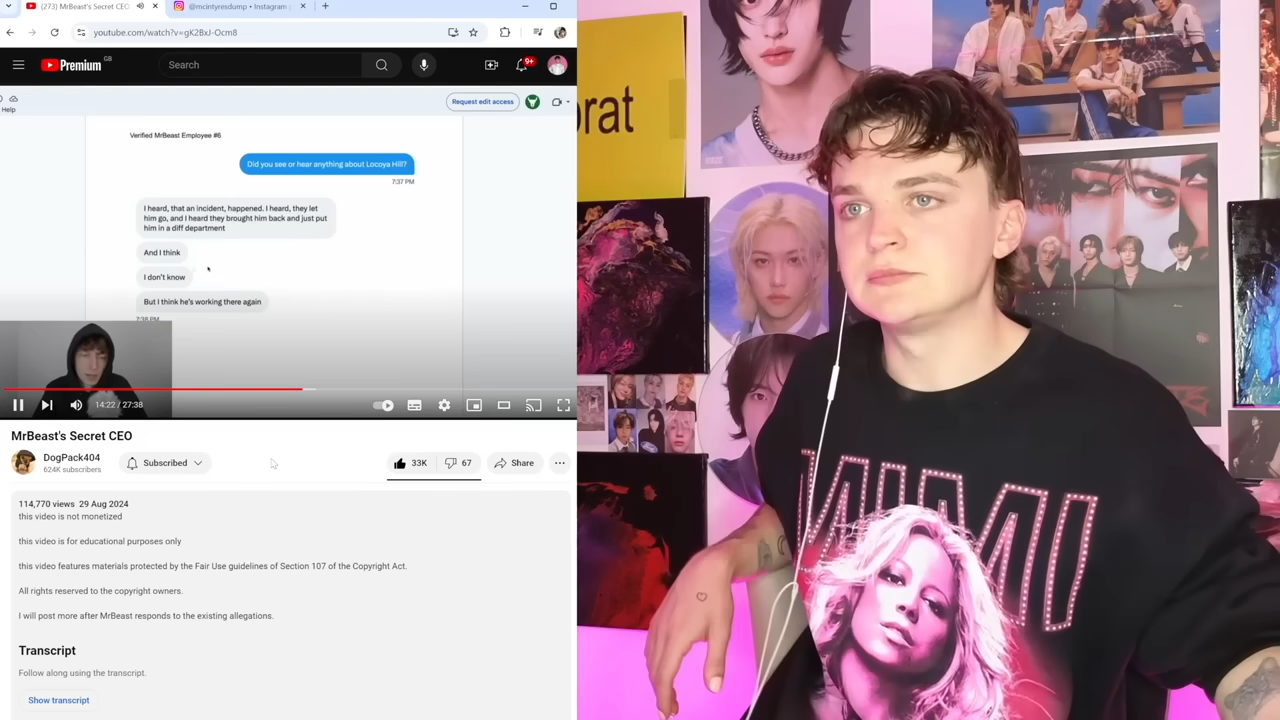 (273) MrBeast's Secret CEO
@mcintyresdump • Instagram
youtube.com/watch?v=gK2BxJ-Ocm8
Premium GB
Search
9+
Help
Request edit access
Verified MrBeast Employee #6
Did you see or hear anything about Locoya Hill?
7:37 PM
I heard, that an incident, happened. I heard, they let
him go, and I heard they brought him back and just put
him in a diff department
And I think
I don't know
But I think he's working there again
7:38 PM
14:22 / 27:38
MrBeast's Secret CEO
DogPack404
624K subscribers
Subscribed
33K
67
Share
114,770 views 29 Aug 2024
this video is not monetized
this video is for educational purposes only
this video features materials protected by the Fair Use guidelines of Section 107 of the Copyright Act.
All rights reserved to the copyright owners.
I will post more after MrBeast responds to the existing allegations.
Transcript
Follow along using the transcript.
Show transcript
rat
MIMI